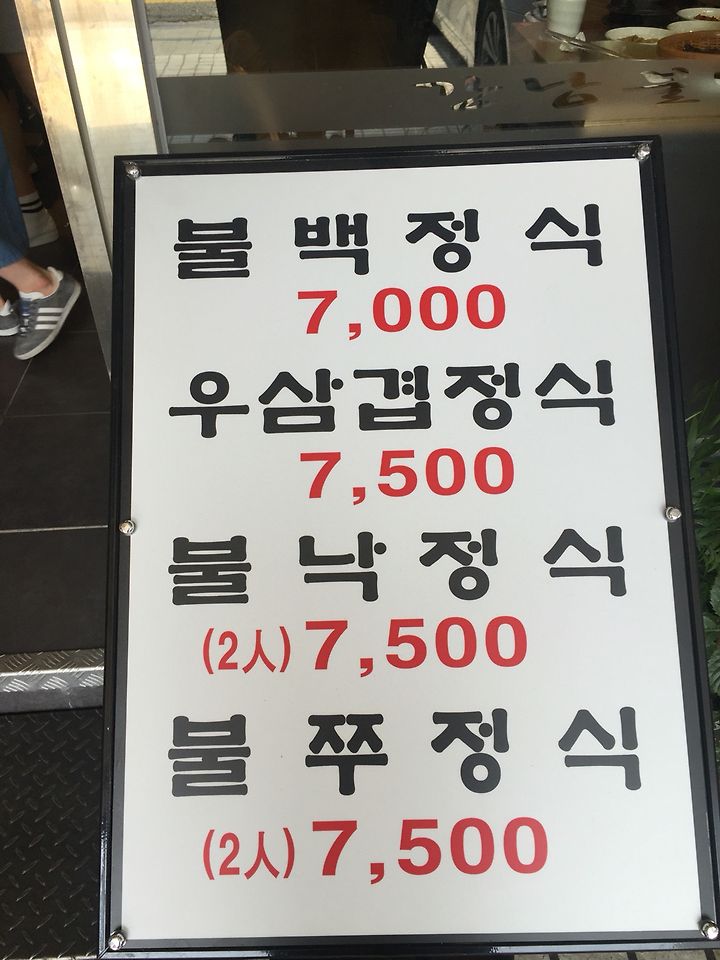 불 백 정 식
7,000
우삼겹정식
7,500
불 낙 정 식
(2人) 7,500
불 쭈 정 식
(2人) 7,500